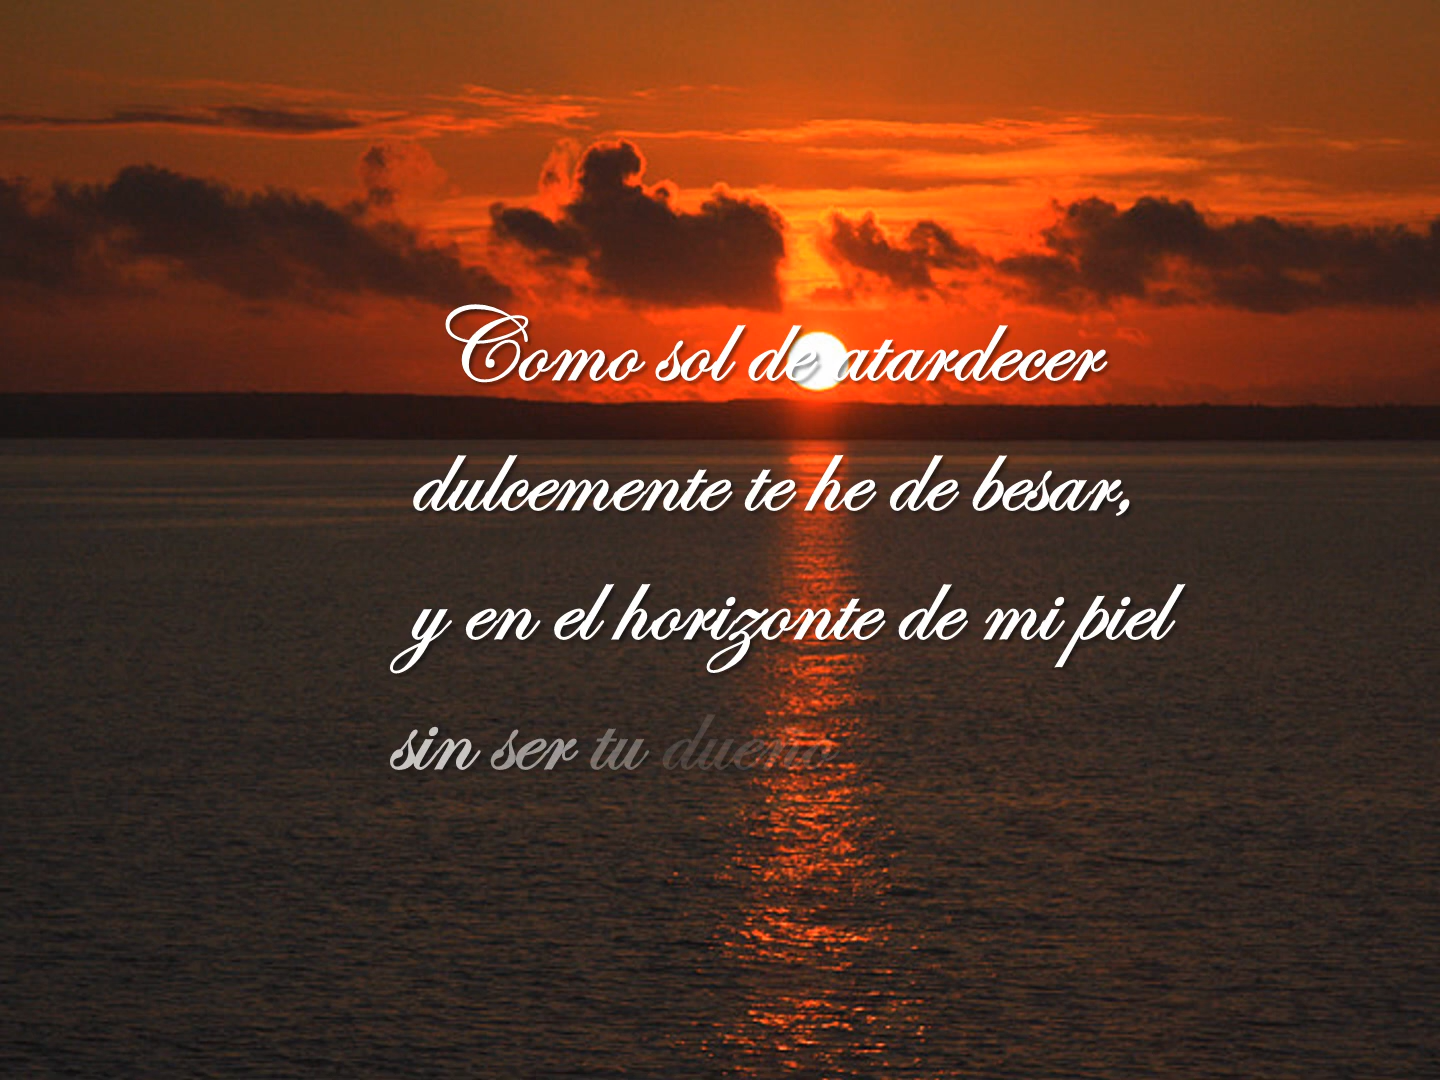 Como sol de atardecer
dulcemente te he de besar,
y en el horizonte de mi piel
sin ser tu dueño